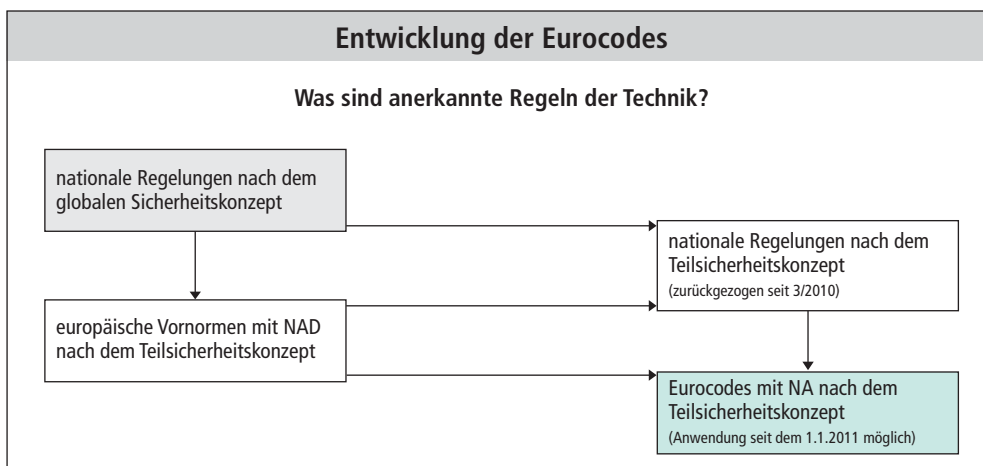 Entwicklung der Eurocodes
Was sind anerkannte Regeln der Technik?
nationale Regelungen nach dem
globalen Sicherheitskonzept
nationale Regelungen nach dem
Teilsicherheitskonzept
(zurückgezogen seit 3/2010)
europäische Vornormen mit NAD
nach dem Teilsicherheitskonzept
Eurocodes mit NA nach dem
Teilsicherheitskonzept
(Anwendung seit dem 1.1.2011 möglich)